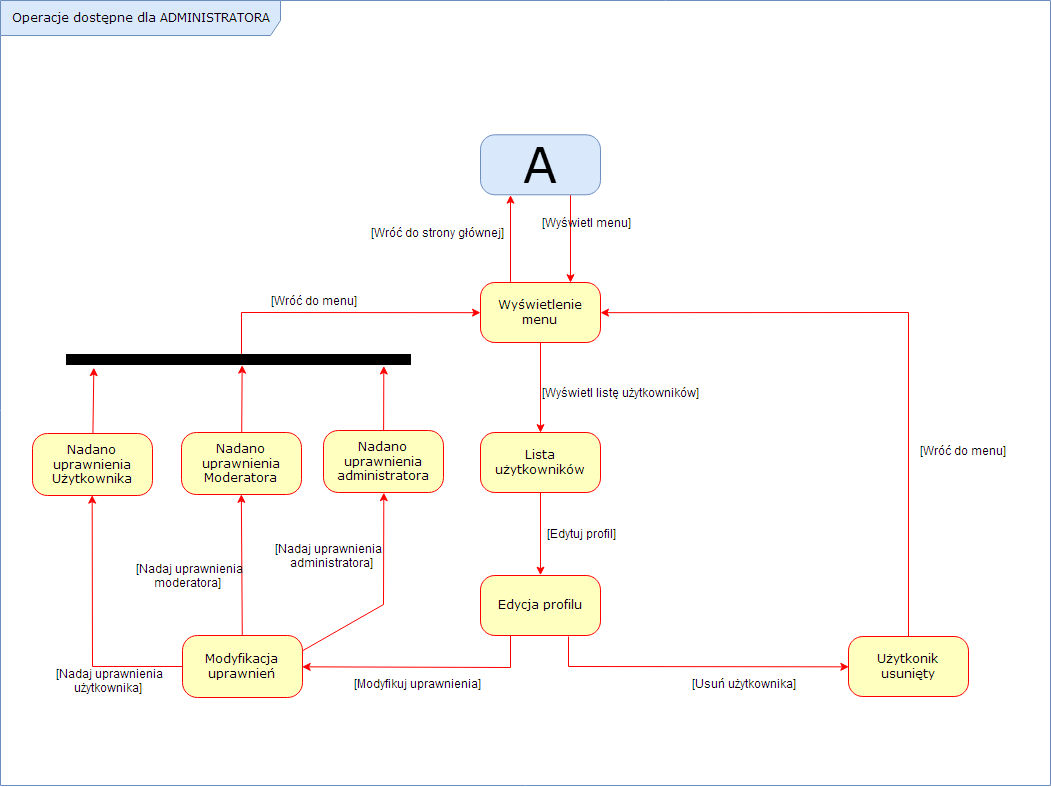 Operacje dostępne dla ADMINISTRATORA
A
[Wróć do strony głównej]
[Wyświetl menu]
[Wróć do menu]
Wyświetlenie
menu
[Wyświetl listę użytkowników]
Nadano
uprawnienia
Użytkownika
Nadano
uprawnienia
Moderatora
Nadano
uprawnienia
administratora
Lista
użytkowników
[Wróć do menu]
[Edytuj profil]
[Nadaj uprawnienia
administratora]
[Nadaj uprawnienia
moderatora]
Edycja profilu
[Nadaj uprawnienia
użytkownika]
Modyfikacja
uprawnień
[Modyfikuj uprawnienia]
[Usuń użytkownika]
Użytkonik
usunięty